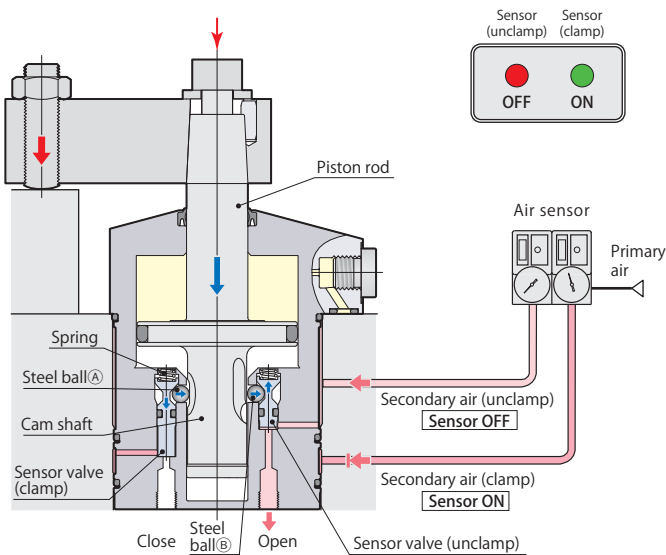 Sensor
(unclamp)
Sensor
(clamp)
OFF
ON
Piston rod
Air sensor
Primary
air
Spring
Steel ballⒶ
Cam shaft
Sensor valve
(clamp)
Secondary air (unclamp)
Sensor OFF
Secondary air (clamp)
Sensor ON
Close
Steel
ballⒷ
Open
Sensor valve (unclamp)